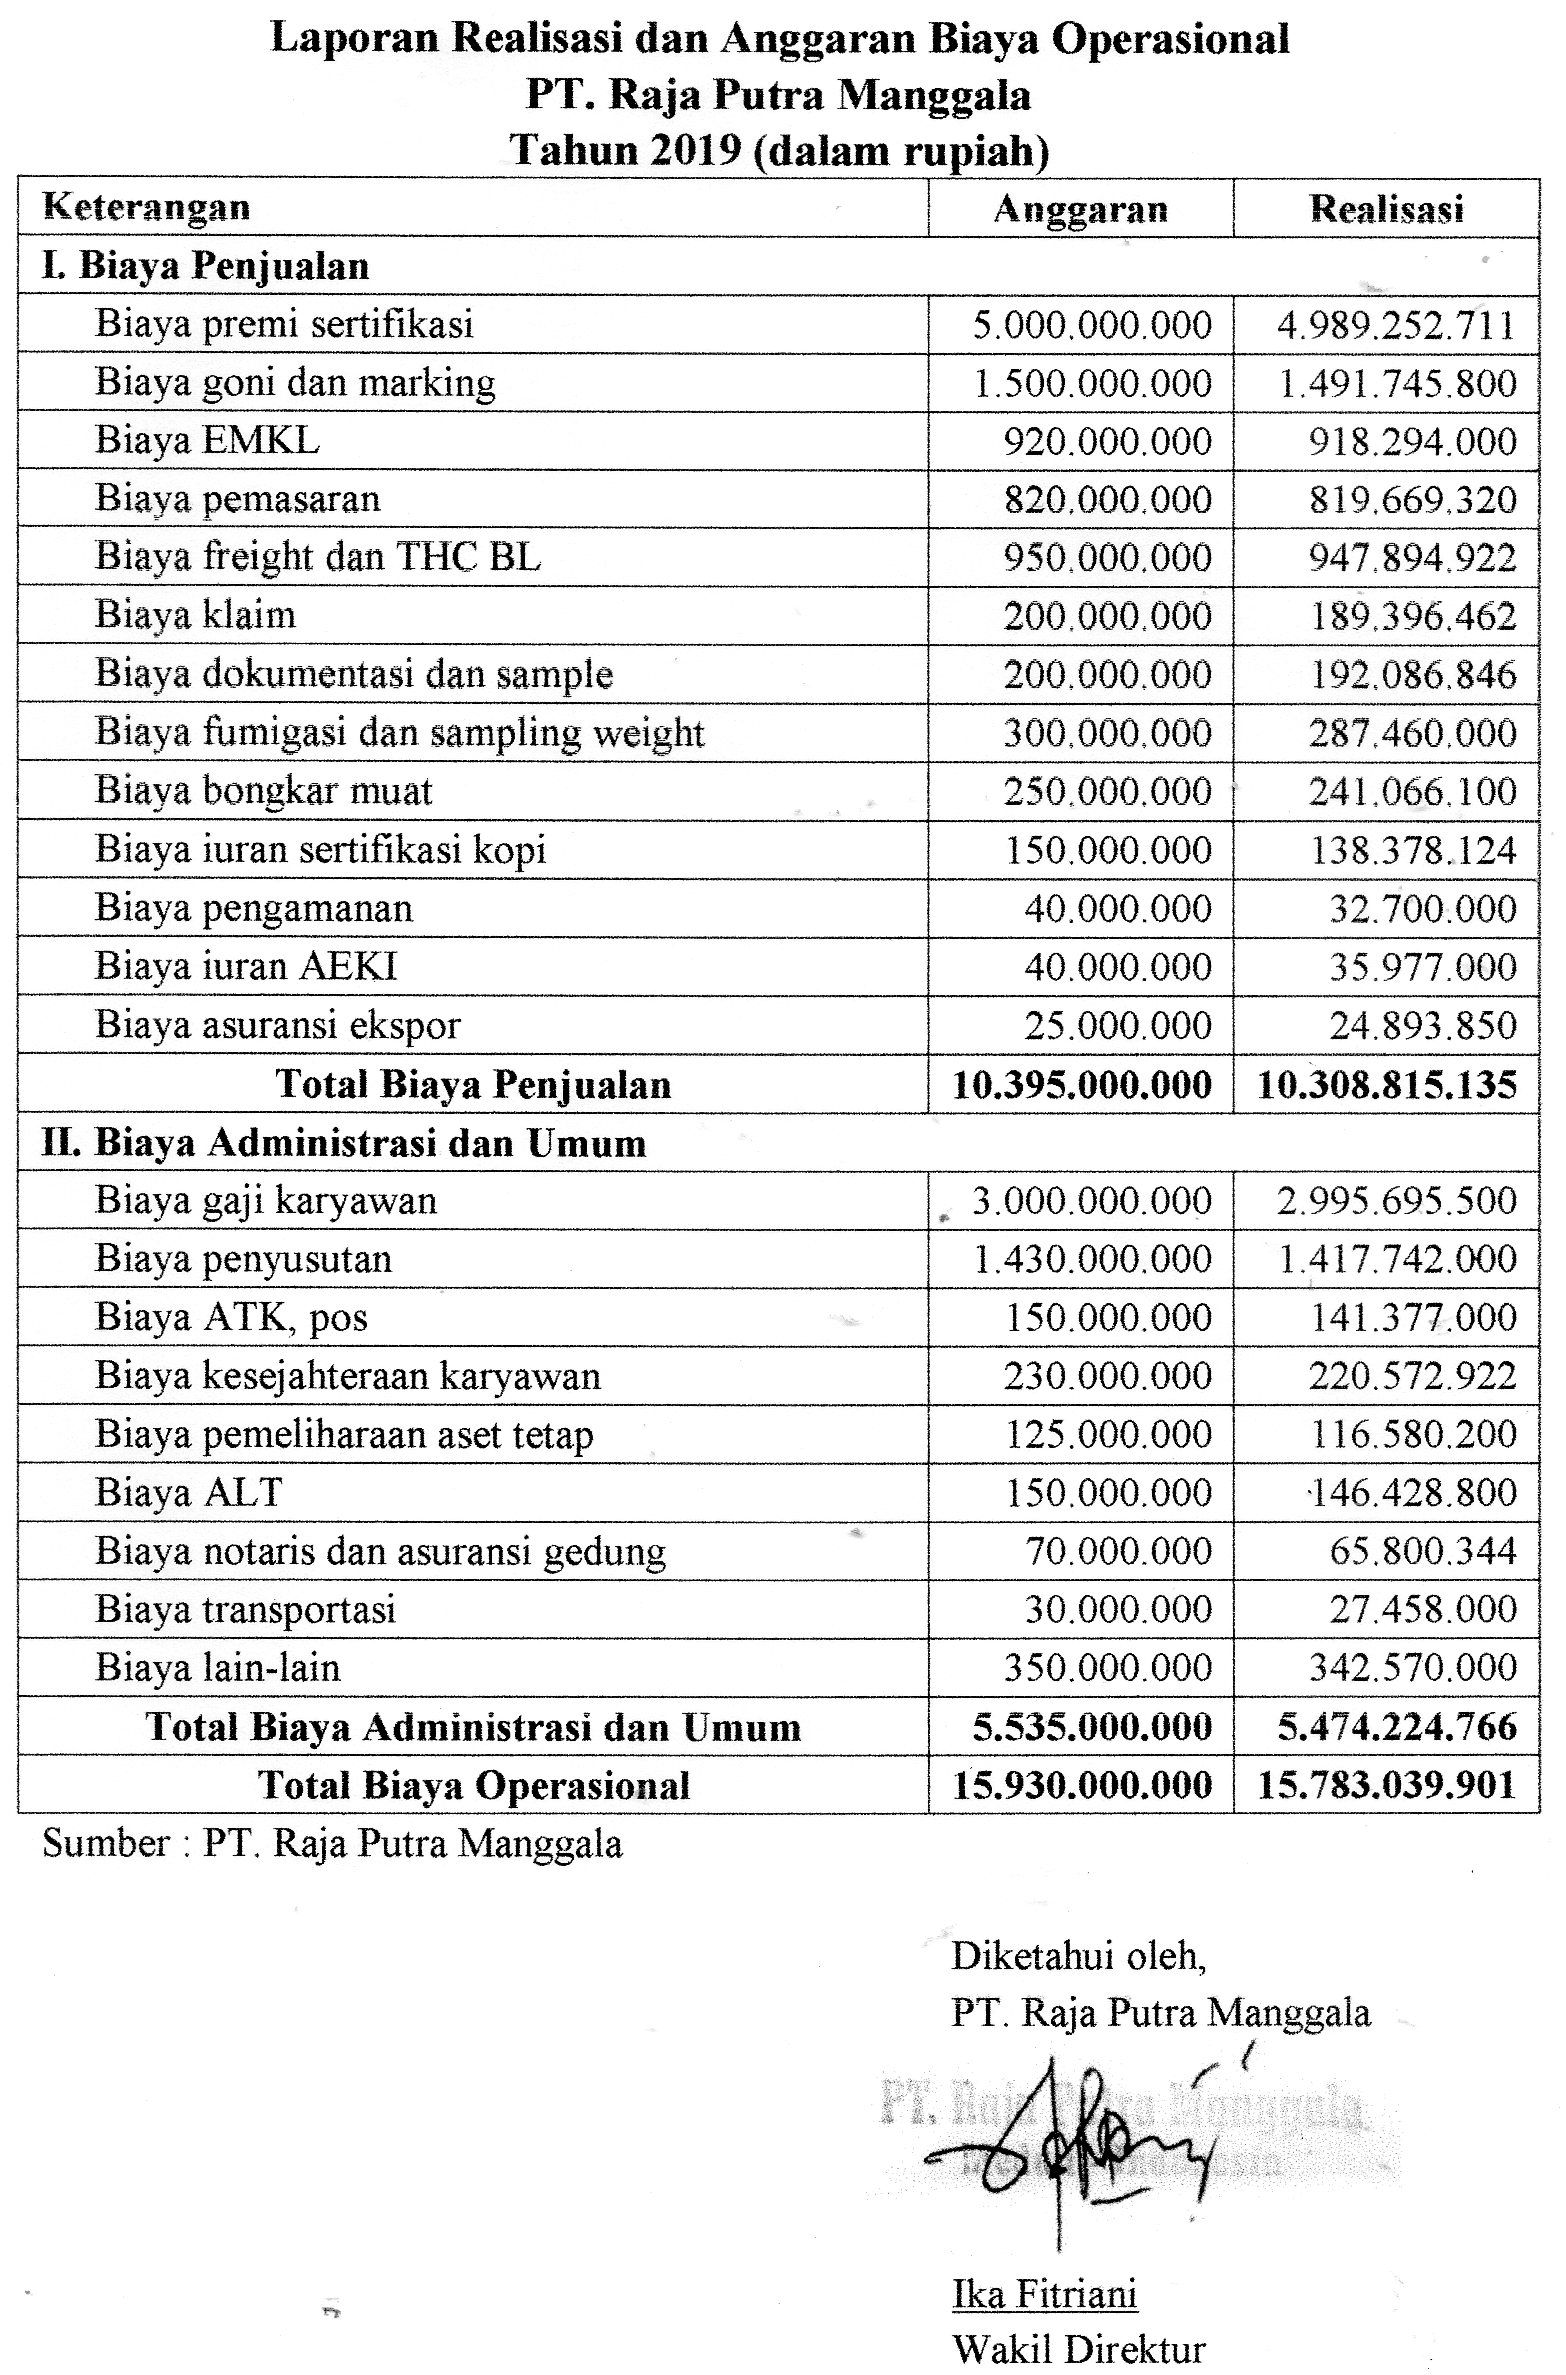 Laporan Realisasi dan Anggaran Biaya Operasional
PT. Raja Putra Manggala
Tahun 2019 (dalam rupiah)
Keterangan Anggaran Realisasi
I. Biaya Penjualan
Biaya premi sertifikasi 5.000.000.000 4.989.252.711
Biaya goni dan marking 1.500.000.000 1.491.745.800
Biaya EMKL 920.000.000 918.294.000
Biaya pemasaran 820.000.000 819.669.320
Biaya freight dan THC BL 950.000.000 947.894.922
Biaya klaim 200.000.000 189.396.462
Biaya dokumentasi dan sample 200.000.000 192.086.846
Biaya fumigasi dan sampling weight 300.000.000 287.460.000
Biaya bongkar muat 250.000.000 241.066.100
Biaya iuran sertifikasi kopi 150.000.000 138.378.124
Biaya pengamanan 40.000.000 32.700.000
Biaya iuran AEKI 40.000.000 35.977.000
Biaya asuransi ekspor 25.000.000 24.893.850
Total Biaya Penjualan 10.395.000.000 10.308.815.135
II. Biaya Administrasi dan Umum
Biaya gaji karyawan 3.000.000.000 2.995.695.500
Biaya penyusutan 1.430.000.000 1.417.742.000
Biaya ATK, pos 150.000.000 141.377.000
Biaya kesejahteraan karyawan 230.000.000 220.572.922
Biaya pemeliharaan aset tetap 125.000.000 116.580.200
Biaya ALT 150.000.000 146.428.800
Biaya notaris dan asuransi gedung 70.000.000 65.800.344
Biaya transportasi 30.000.000 27.458.000
Biaya lain-lain 350.000.000 342.570.000
Total Biaya Administrasi dan Umum 5.535.000.000 5.474.224.766
Total Biaya Operasional 15.930.000.000 15.783.039.901
Sumber : PT. Raja Putra Manggala
Diketahui oleh,
PT. Raja Putra Manggala
PT. Raja Putra Manggala
Ika Fitriani
Wakil Direktur